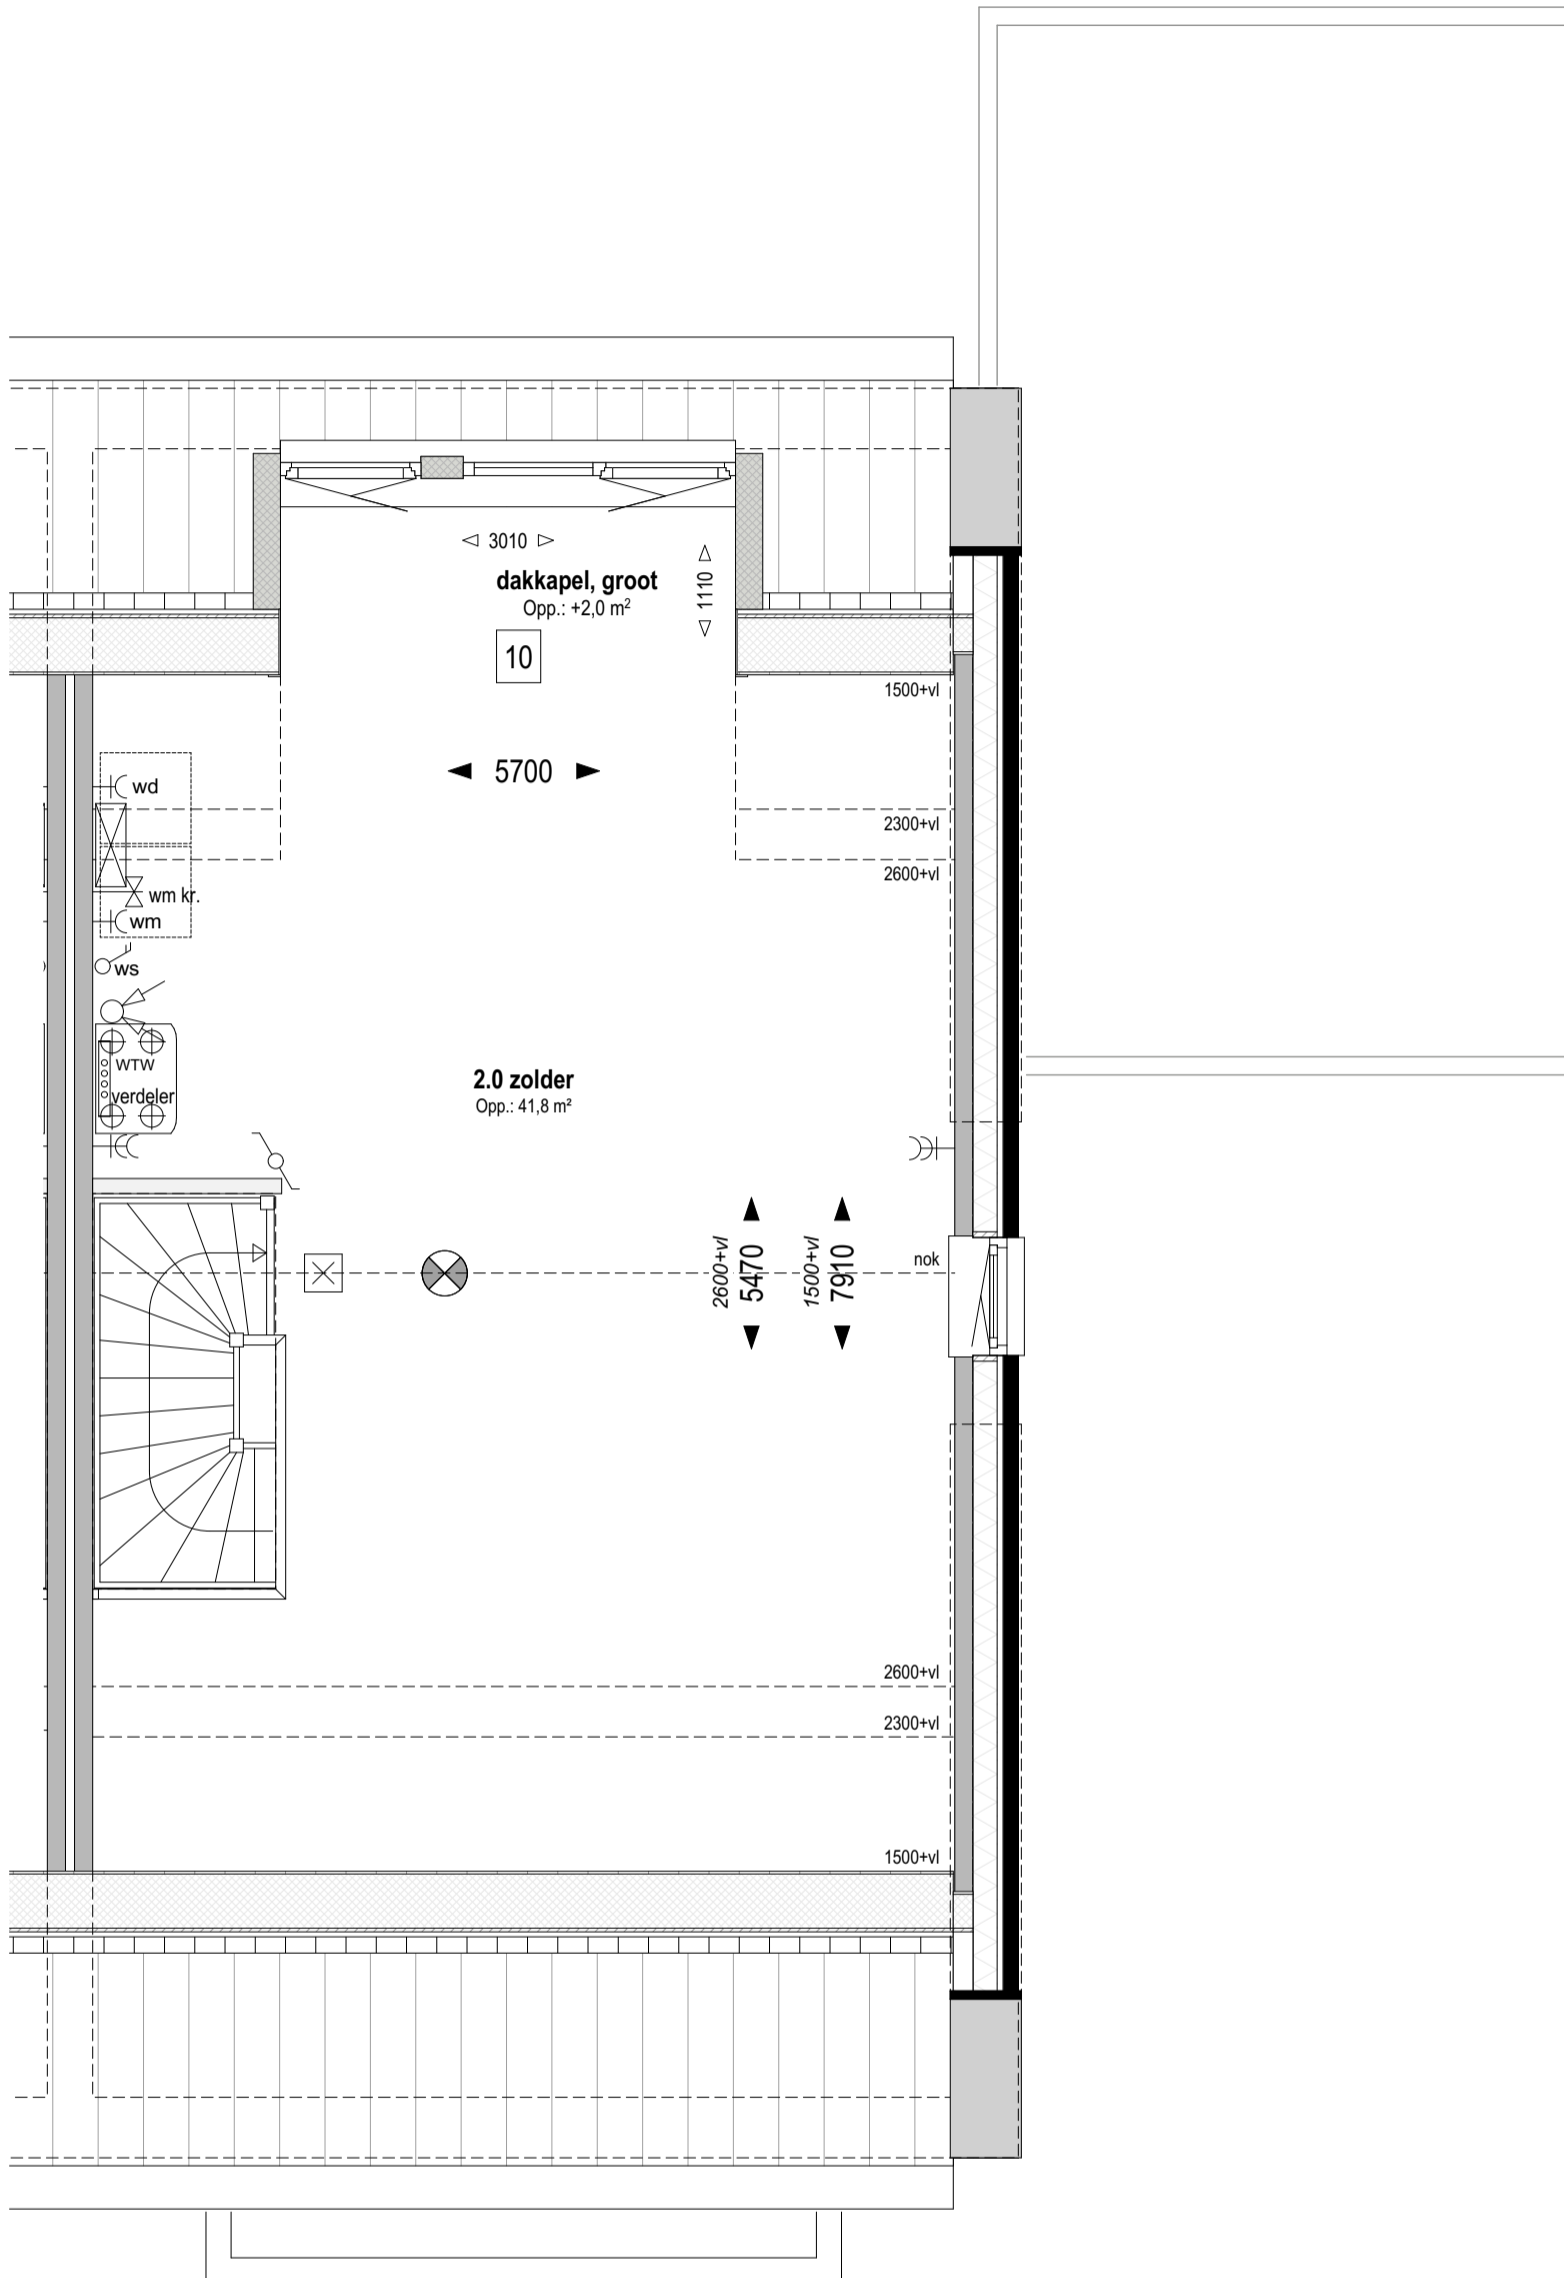 3010
dakkapel, groot
Opp.: +2,0 m²
1110
10
1500+vl
5700
wd
2300+vl
2600+vl
wm kr.
wm
ws
WTW
verdeler
2.0 zolder
Opp.: 41,8 m²
2600+vl
5470
1500+vl
7910
nok
2600+vl
2300+vl
1500+vl